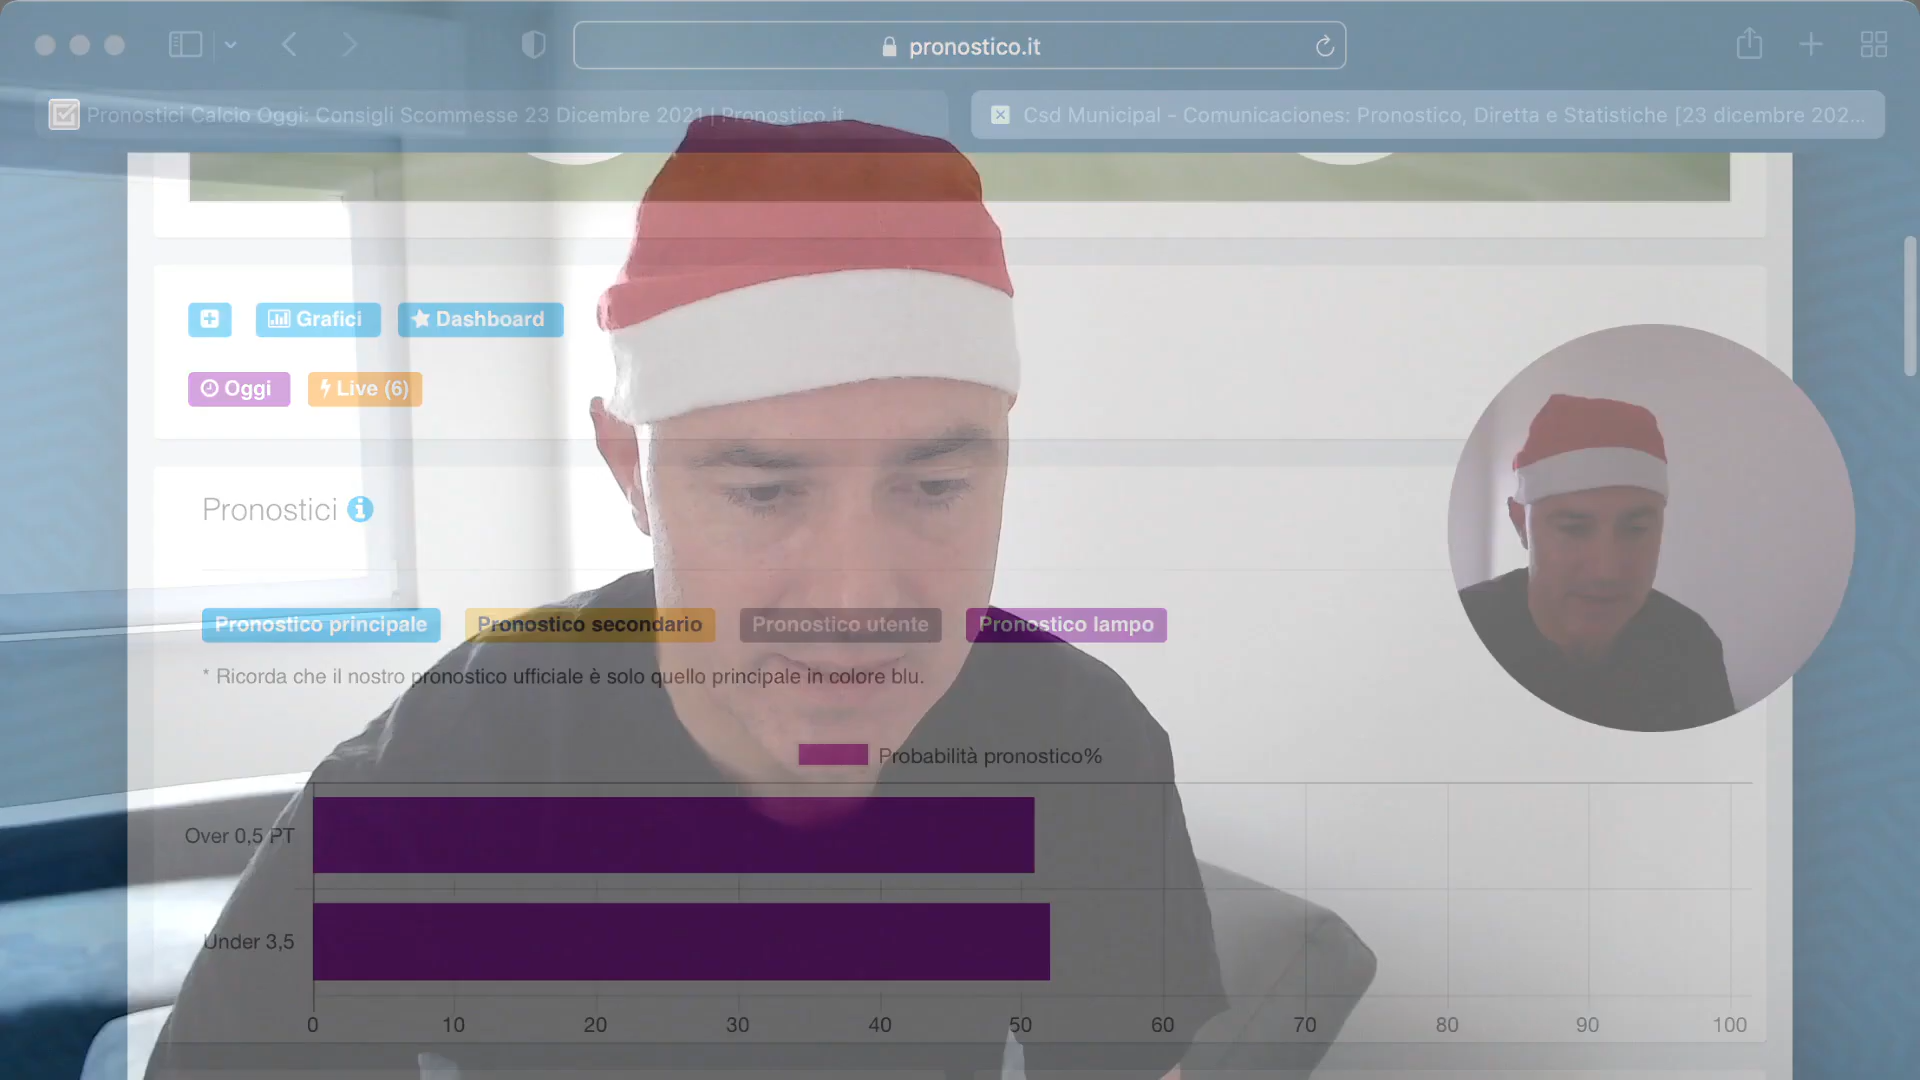 pronostico.it
Pronostici Calcio Oggi: Consigli Scommesse 23 Dicembre 2021 | Pronostico.it
Csd Municipal - Comunicaciones: Pronostico, Diretta e Statistiche [23 dicembre 202...
Grafici
Dashboard
Oggi
Live (6)
Pronostici
Pronostico principale
Pronostico secondario
Pronostico utente
Pronostico lampo
* Ricorda che il nostro pronostico ufficiale è solo quello principale in colore blu.
Probabilità pronostico%
Over 0,5 PT
Under 3,5
0 10 20 30 40 50 60 70 80 90 100